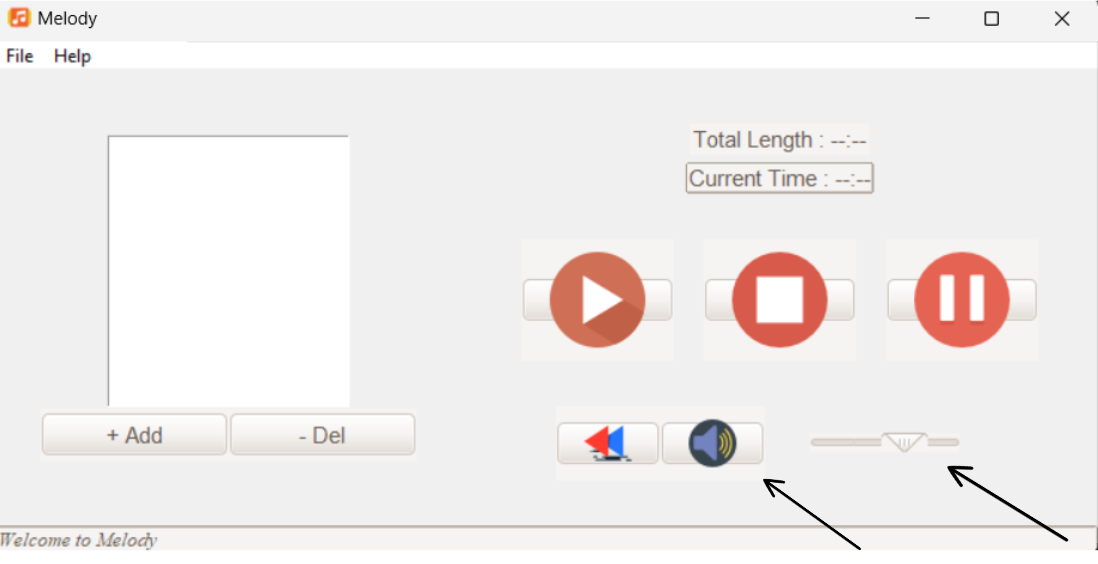 Melody
File Help
Total Length : --:--
Current Time : --:--
+ Add - Del
Welcome to Melody